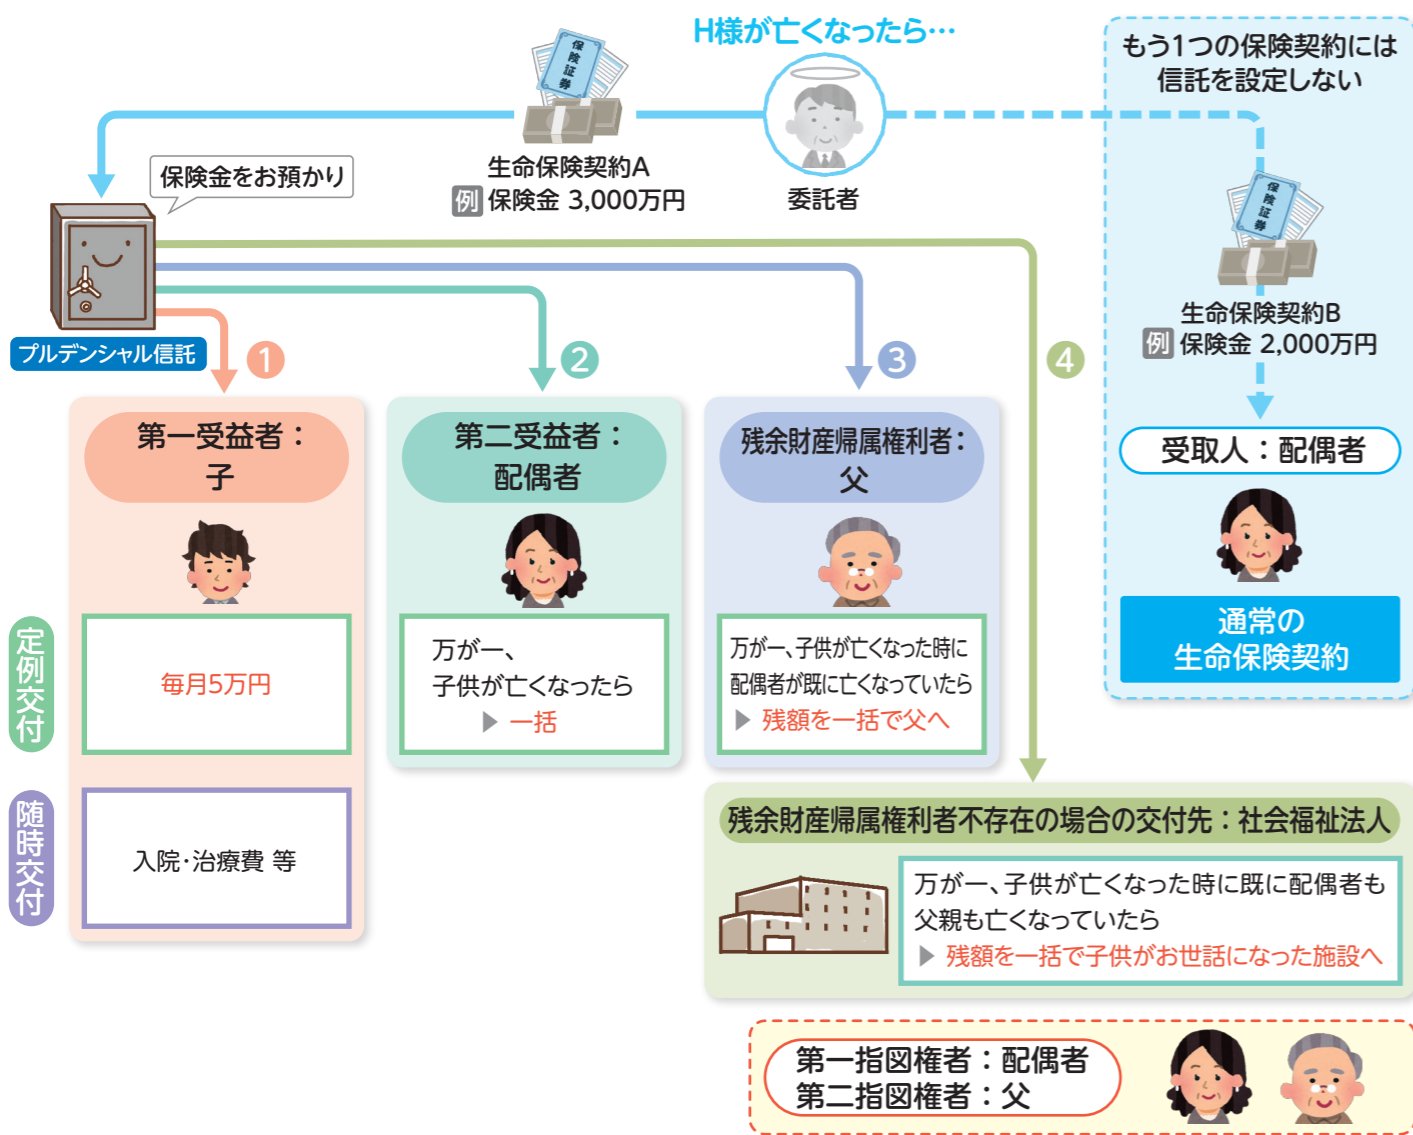 H様が亡くなったら…
もう1つの保険契約には
信託を設定しない
保険証券
生命保険契約A
例 保険金 3,000万円
委託者
保険金をお預かり
プルデンシャル信託
保険証券
生命保険契約B
例 保険金 2,000万円
受取人:配偶者
通常の
生命保険契約
1
2
3
4
第一受益者:
子
第二受益者:
配偶者
残余財産帰属権利者:
父
定例交付
毎月5万円
万が一、
子供が亡くなったら
▶ 一括
万が一、子供が亡くなった時に
配偶者が既に亡くなっていたら
▶ 残額を一括で父へ
随時交付
入院・治療費 等
残余財産帰属権利者不存在の場合の交付先:社会福祉法人
万が一、子供が亡くなった時に既に配偶者も
父親も亡くなっていたら
▶ 残額を一括で子供がお世話になった施設へ
第一指図権者:配偶者
第二指図権者:父